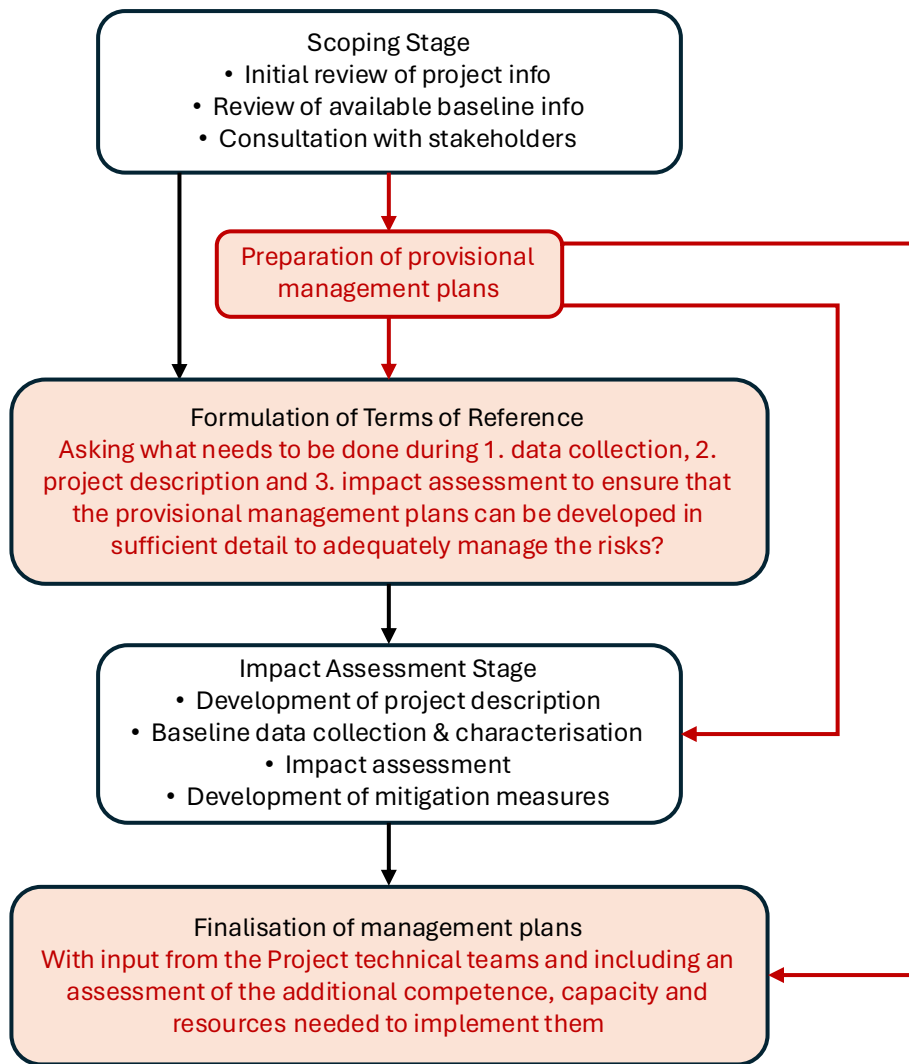 Scoping Stage
• Initial review of project info
• Review of available baseline info
• Consultation with stakeholders
Preparation of provisional
management plans
Formulation of Terms of Reference
Asking what needs to be done during 1. data collection, 2.
project description and 3. impact assessment to ensure that
the provisional management plans can be developed in
sufficient detail to adequately manage the risks?
Impact Assessment Stage
• Development of project description
• Baseline data collection & characterisation
• Impact assessment
• Development of mitigation measures
Finalisation of management plans
With input from the Project technical teams and including an
assessment of the additional competence, capacity and
resources needed to implement them